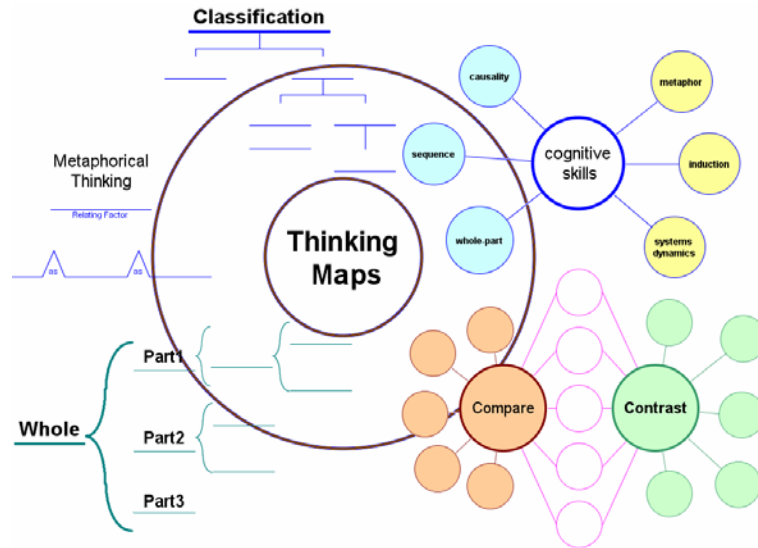 Classification
causality
metaphor
Metaphorical
Thinking
sequence
cognitive
skills
induction
Relating Factor
whole-part
systems
dynamics
as
as
Thinking
Maps
Part1
Compare
Contrast
Whole
Part2
Part3